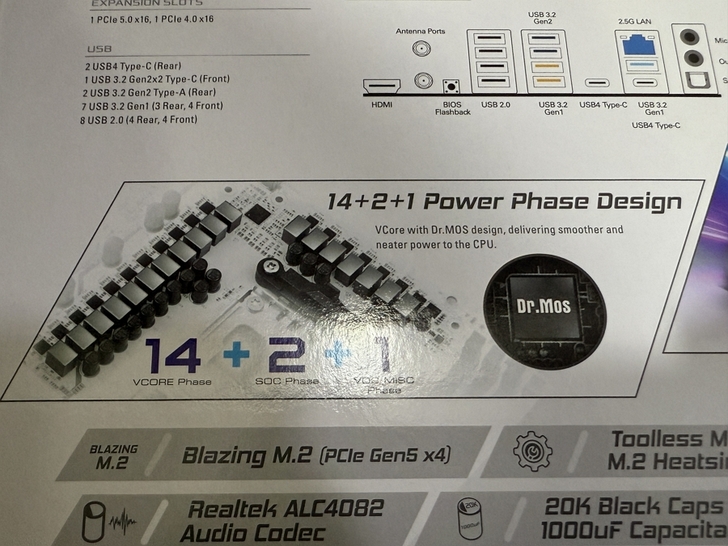 EXPANSION SLOTS
1 PCIe 5.0 x16, 1 PCIe 4.0 x16
USB
2 USB4 Type-C (Rear)
1 USB 3.2 Gen2x2 Type-C (Front)
2 USB 3.2 Gen2 Type-A (Rear)
7 USB 3.2 Gen1 (3 Rear, 4 Front)
8 USB 2.0 (4 Rear, 4 Front)
Antenna Ports
USB 3.2
Gen2
2.5G LAN
HDMI
BIOS
Flashback
USB 2.0
USB 3.2
Gen1
USB4 Type-C
USB 3.2
Gen1
USB4 Type-C
14+2+1 Power Phase Design
VCore with Dr.MOS design, delivering smoother and
neater power to the CPU.
Dr.Mos
14 + 2 + 1
VCORE Phase
SOC Phase
VDD MISC
Phase
BLAZING
M.2
Blazing M.2 (PCIe Gen5 x4)
Toolless M
M.2 Heatsi
Realtek ALC4082
Audio Codec
20K
20K Black Caps
1000uF Capacita